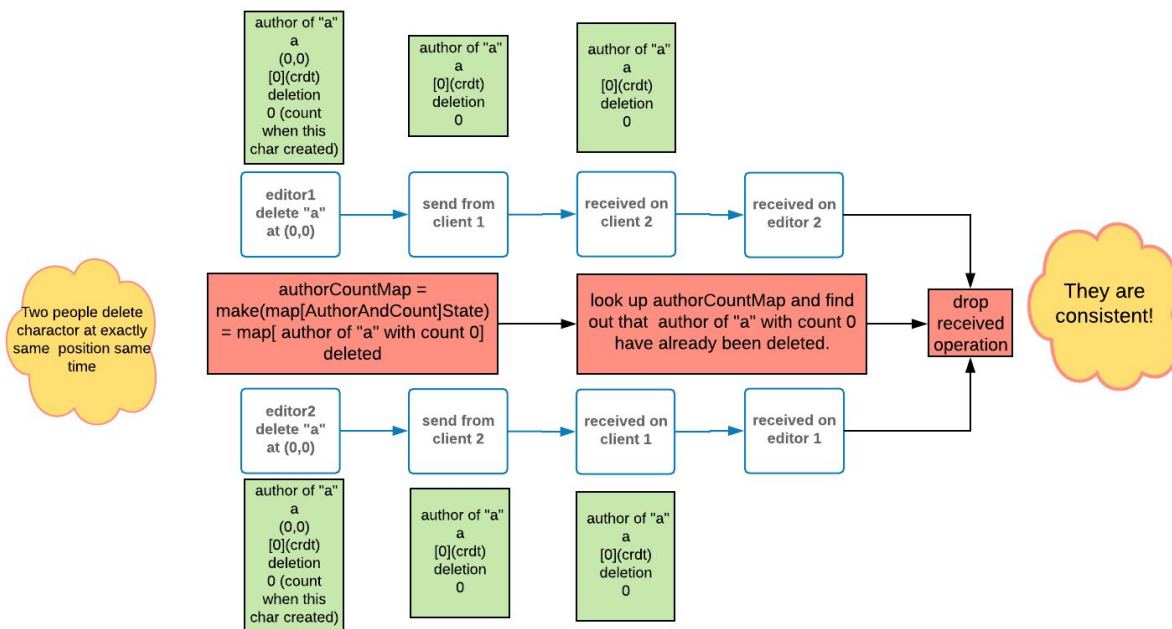 author of "a"
a
(0,0)
[0](crdt)
deletion
0 (count
when this
char created)
author of "a"
a
[0](crdt)
deletion
0
author of "a"
a
[0](crdt)
deletion
0
editor1
delete "a"
at (0,0)
send from
client 1
received on
client 2
received on
editor 2
Two people delete
charactor at exactly
same position same
time
authorCountMap =
make(map[AuthorAndCount]State)
= map[ author of "a" with count 0]
deleted
look up authorCountMap and find
out that author of "a" with count 0
have already been deleted.
drop
received
operation
They are
consistent!
editor2
delete "a"
at (0,0)
send from
client 2
received on
client 1
received on
editor 1
author of "a"
a
(0,0)
[0](crdt)
deletion
0 (count
when this
char created)
author of "a"
a
[0](crdt)
deletion
0
author of "a"
a
[0](crdt)
deletion
0